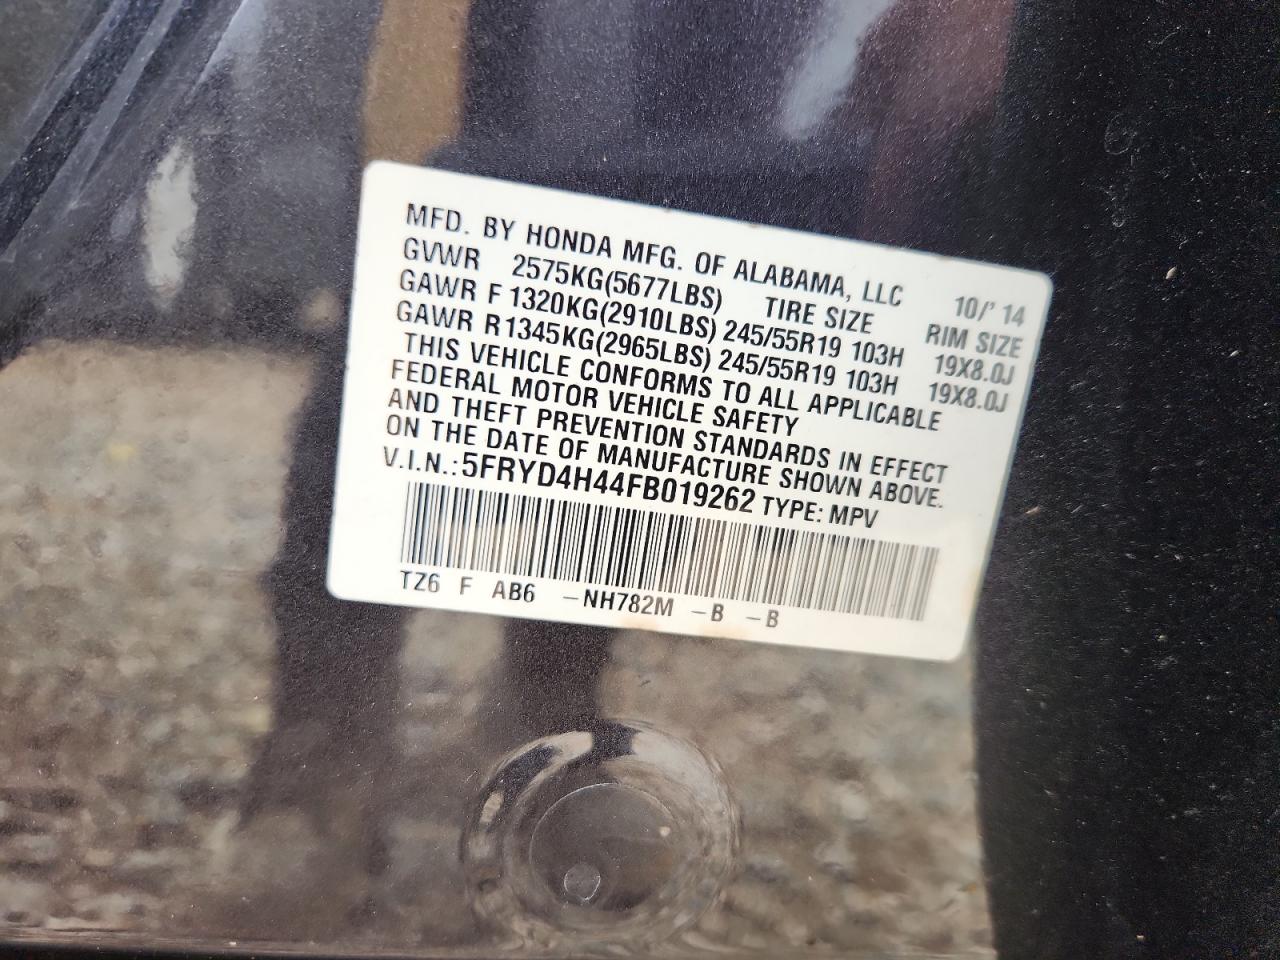 MFD. BY HONDA MFG. OF ALABAMA, LLC 10/' 14
GVWR 2575KG(5677LBS) TIRE SIZE RIM SIZE
GAWR F 1320KG(2910LBS) 245/55R19 103H 19X8.0J
GAWR R1345KG(2965LBS) 245/55R19 103H 19X8.0J
THIS VEHICLE CONFORMS TO ALL APPLICABLE
FEDERAL MOTOR VEHICLE SAFETY
AND THEFT PREVENTION STANDARDS IN EFFECT
ON THE DATE OF MANUFACTURE SHOWN ABOVE.
V.I.N.:5FRYD4H44FB019262 TYPE: MPV
TZ6 F AB6 -NH782M -B -B